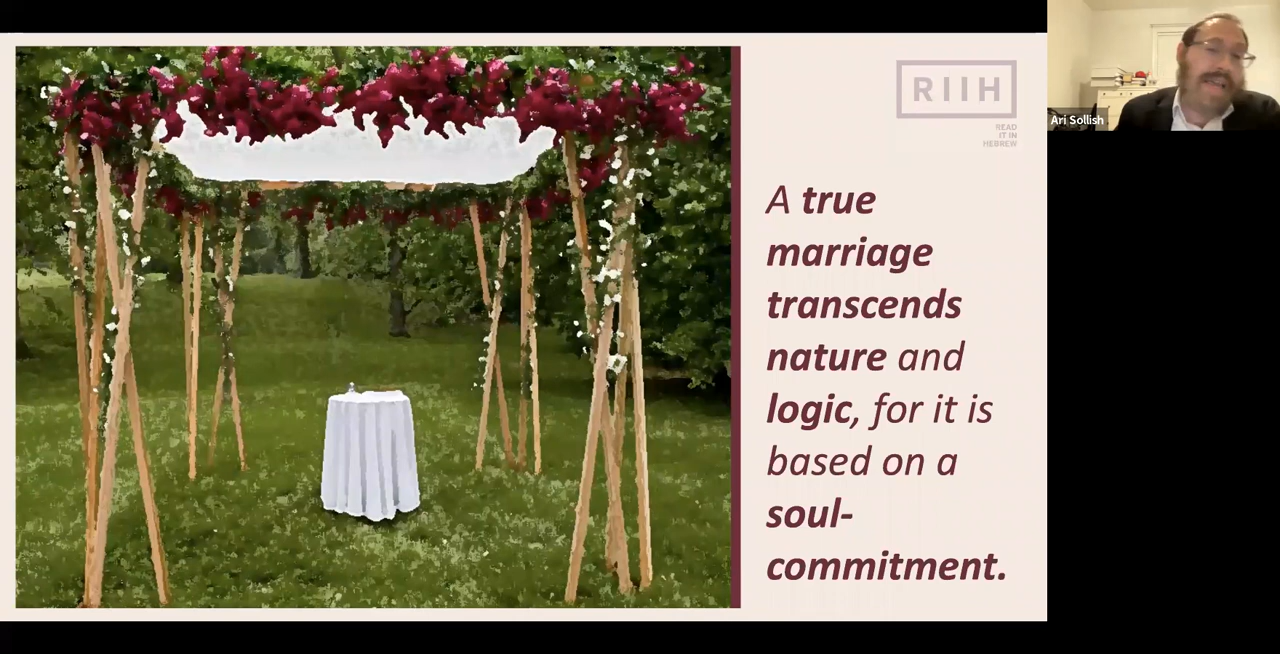 RIIH
READ
IT IN
HEBREW
A true
marriage
transcends
nature and
logic, for it is
based on a
soul-
commitment.
Ari Sollish